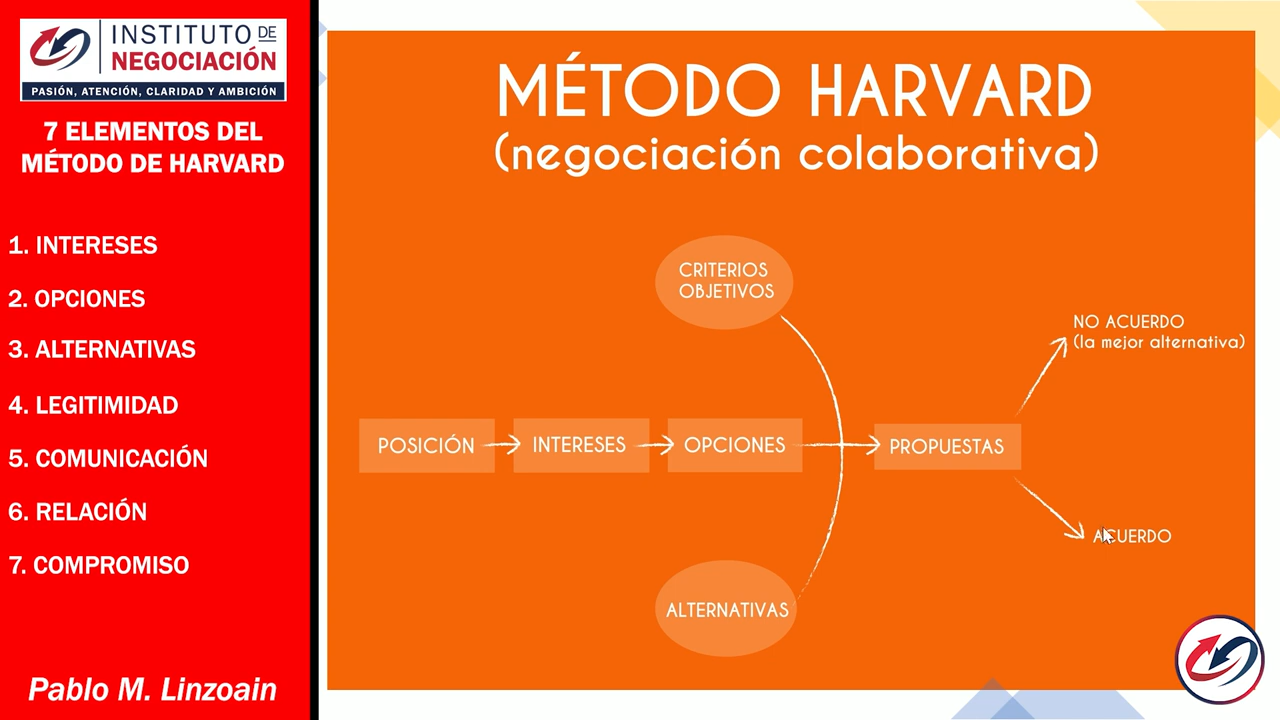 INSTITUTO DE
NEGOCIACIÓN
PASIÓN, ATENCIÓN, CLARIDAD Y AMBICIÓN
7 ELEMENTOS DEL
MÉTODO DE HARVARD
1. INTERESES
2. OPCIONES
3. ALTERNATIVAS
4. LEGITIMIDAD
5. COMUNICACIÓN
6. RELACIÓN
7. COMPROMISO
Pablo M. Linzoain
MÉTODO HARVARD
(negociación colaborativa)
CRITERIOS
OBJETIVOS
NO ACUERDO
(la mejor alternativa)
POSICIÓN
INTERESES
OPCIONES
PROPUESTAS
ACUERDO
ALTERNATIVAS